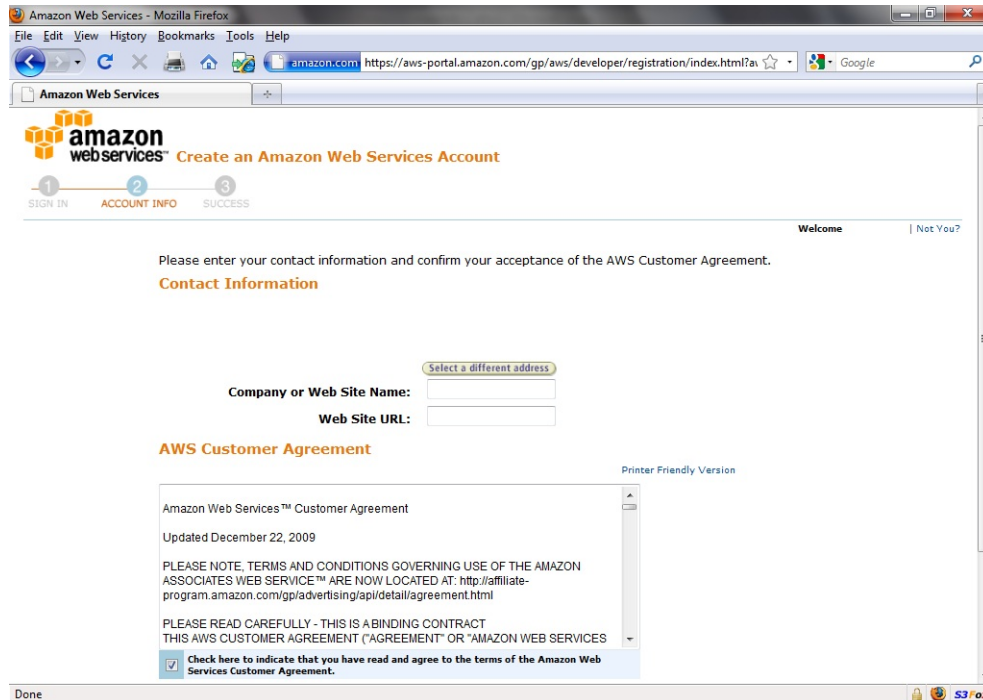 Amazon Web Services - Mozilla Firefox
File Edit View History Bookmarks Tools Help
amazon.com https://aws-portal.amazon.com/gp/aws/developer/registration/index.html?a Google
Amazon Web Services
amazon
webservices™ Create an Amazon Web Services Account
1 2 3
SIGN IN ACCOUNT INFO SUCCESS
Welcome | Not You?
Please enter your contact information and confirm your acceptance of the AWS Customer Agreement.
Contact Information
Select a different address
Company or Web Site Name:
Web Site URL:
AWS Customer Agreement
Printer Friendly Version
Amazon Web Services™ Customer Agreement
Updated December 22, 2009
PLEASE NOTE, TERMS AND CONDITIONS GOVERNING USE OF THE AMAZON
ASSOCIATES WEB SERVICE™ ARE NOW LOCATED AT: http://affiliate-
program.amazon.com/gp/advertising/api/detail/agreement.html
PLEASE READ CAREFULLY - THIS IS A BINDING CONTRACT
THIS AWS CUSTOMER AGREEMENT ("AGREEMENT" OR "AMAZON WEB SERVICES
Check here to indicate that you have read and agree to the terms of the Amazon Web
Services Customer Agreement.
Done S3Fo